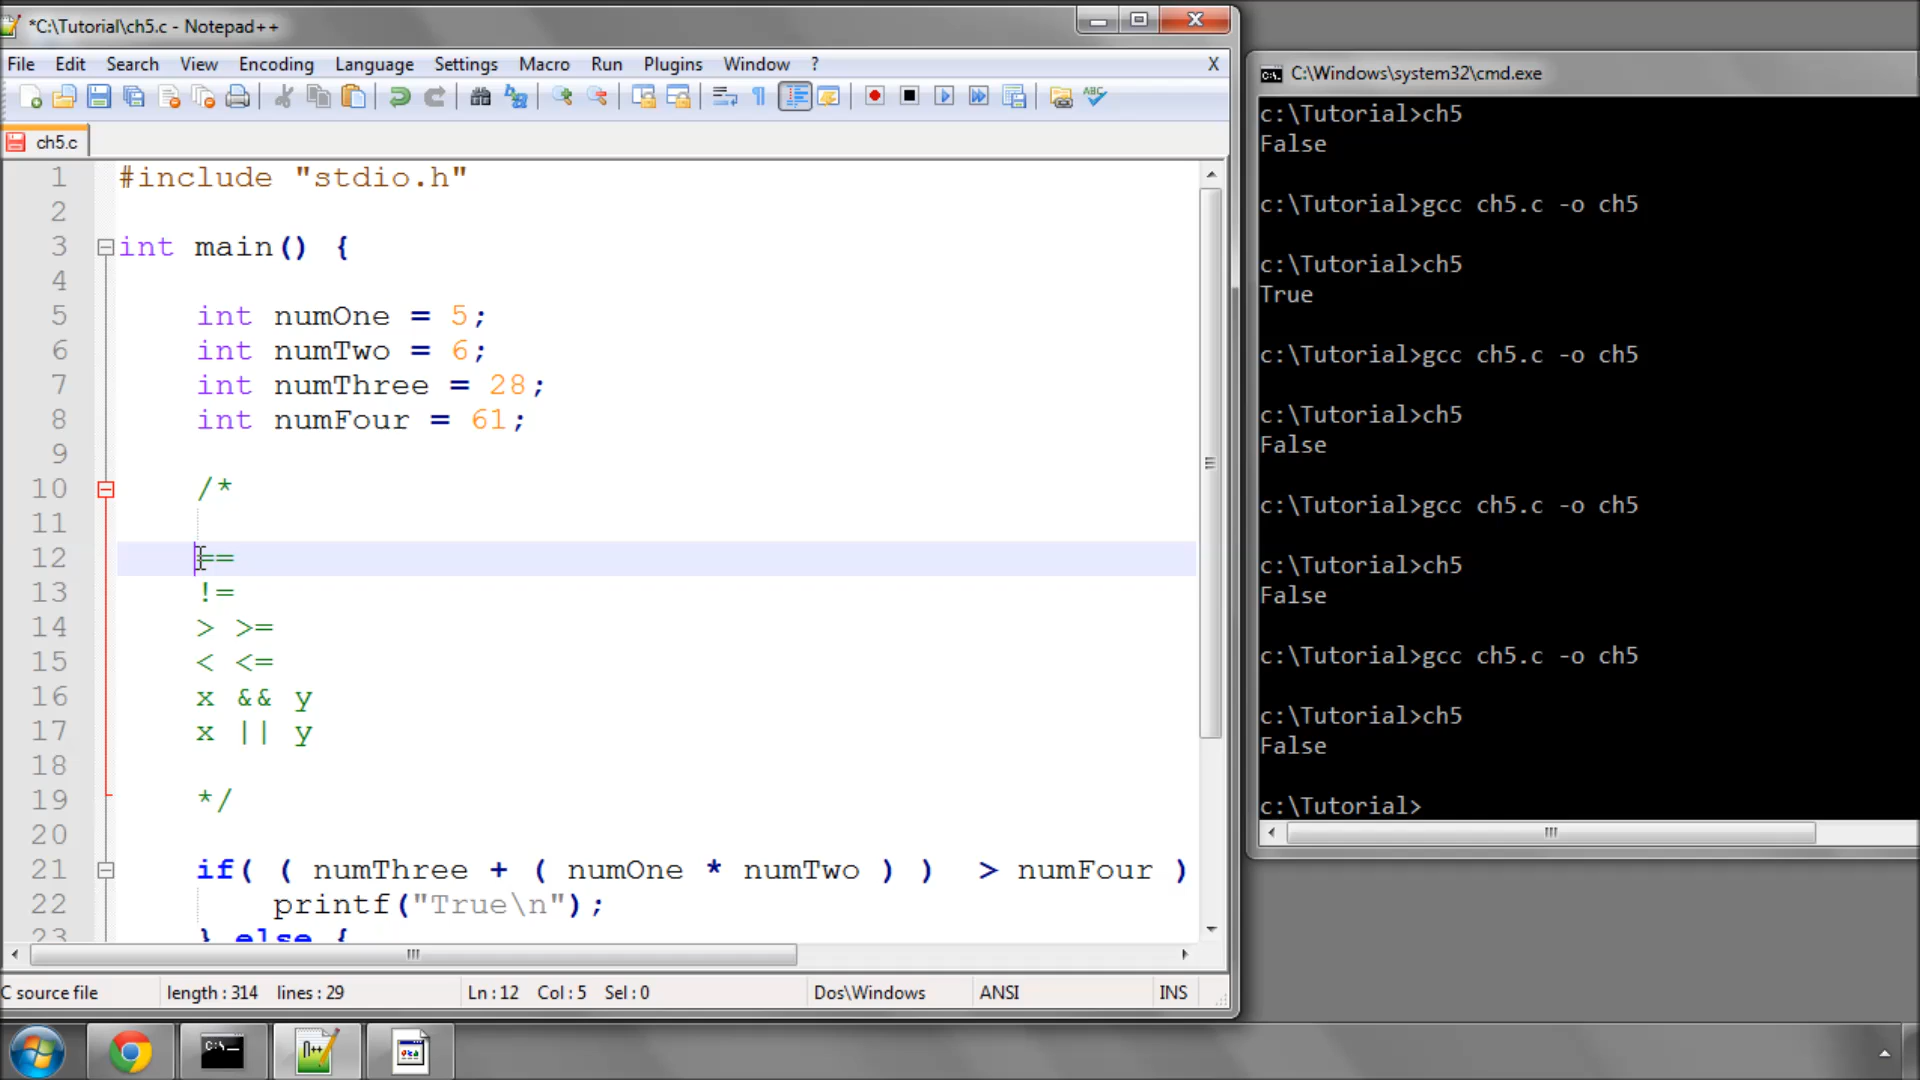 *C:\Tutorial\ch5.c - Notepad++
File Edit Search View Encoding Language Settings Macro Run Plugins Window ? X
ch5.c
1 #include "stdio.h"
2
3 int main() {
4
5 int numOne = 5;
6 int numTwo = 6;
7 int numThree = 28;
8 int numFour = 61;
9
10 /*
11
12 ==
13 !=
14 > >=
15 < <=
16 x && y
17 x || y
18
19 */
20
21 if( ( numThree + ( numOne * numTwo ) ) > numFour )
22 printf("True\n");
23 } else {
C source file length : 314 lines : 29 Ln : 12 Col : 5 Sel : 0 Dos\Windows ANSI INS
C:\Windows\system32\cmd.exe
c:\Tutorial>ch5
False
c:\Tutorial>gcc ch5.c -o ch5
c:\Tutorial>ch5
True
c:\Tutorial>gcc ch5.c -o ch5
c:\Tutorial>ch5
False
c:\Tutorial>gcc ch5.c -o ch5
c:\Tutorial>ch5
False
c:\Tutorial>gcc ch5.c -o ch5
c:\Tutorial>ch5
False
c:\Tutorial>